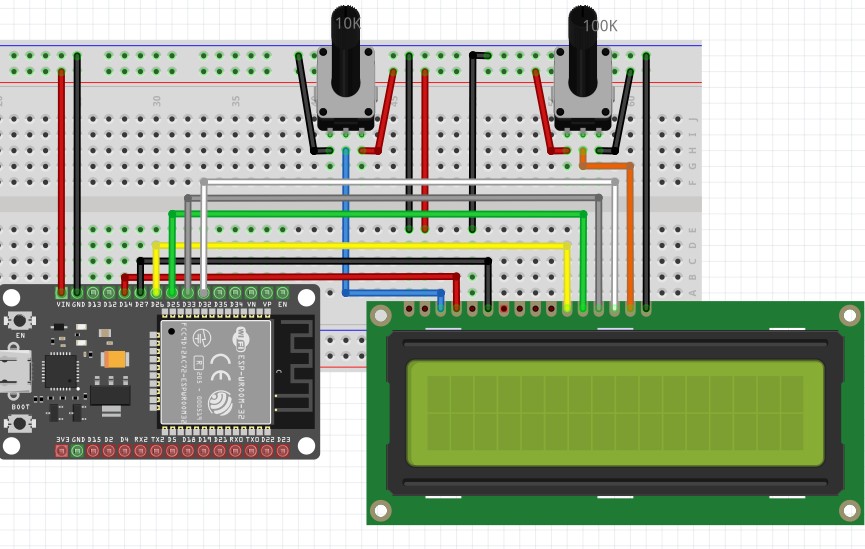 10K
100K
30
35
45
60
J
I
H
G
F
E
D
C
B
A
VIN GND D13 D12 D14 D27 D26 D25 D33 D32 D35 D34 VN VP EN
EN
WiFi
ESP-WROOM-32
CE
R
BOOT
3V3 GND D15 D2 D4 RX2 TX2 D5 D18 D19 D21 RX0 TX0 D22 D23